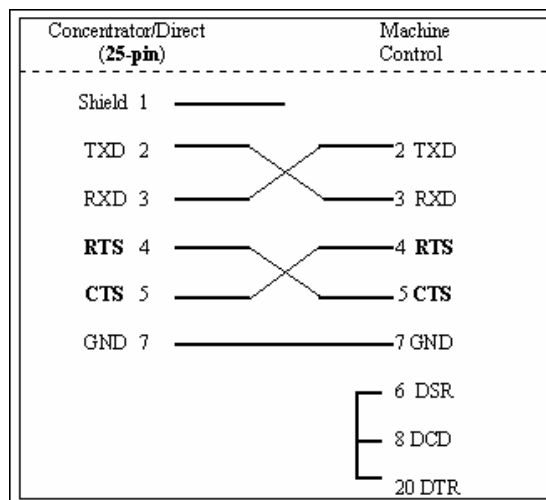 Concentrator/Direct Machine
(25-pin) Control
Shield 1
TXD 2 2 TXD
RXD 3 3 RXD
RTS 4 4 RTS
CTS 5 5 CTS
GND 7 7 GND
6 DSR
8 DCD
20 DTR